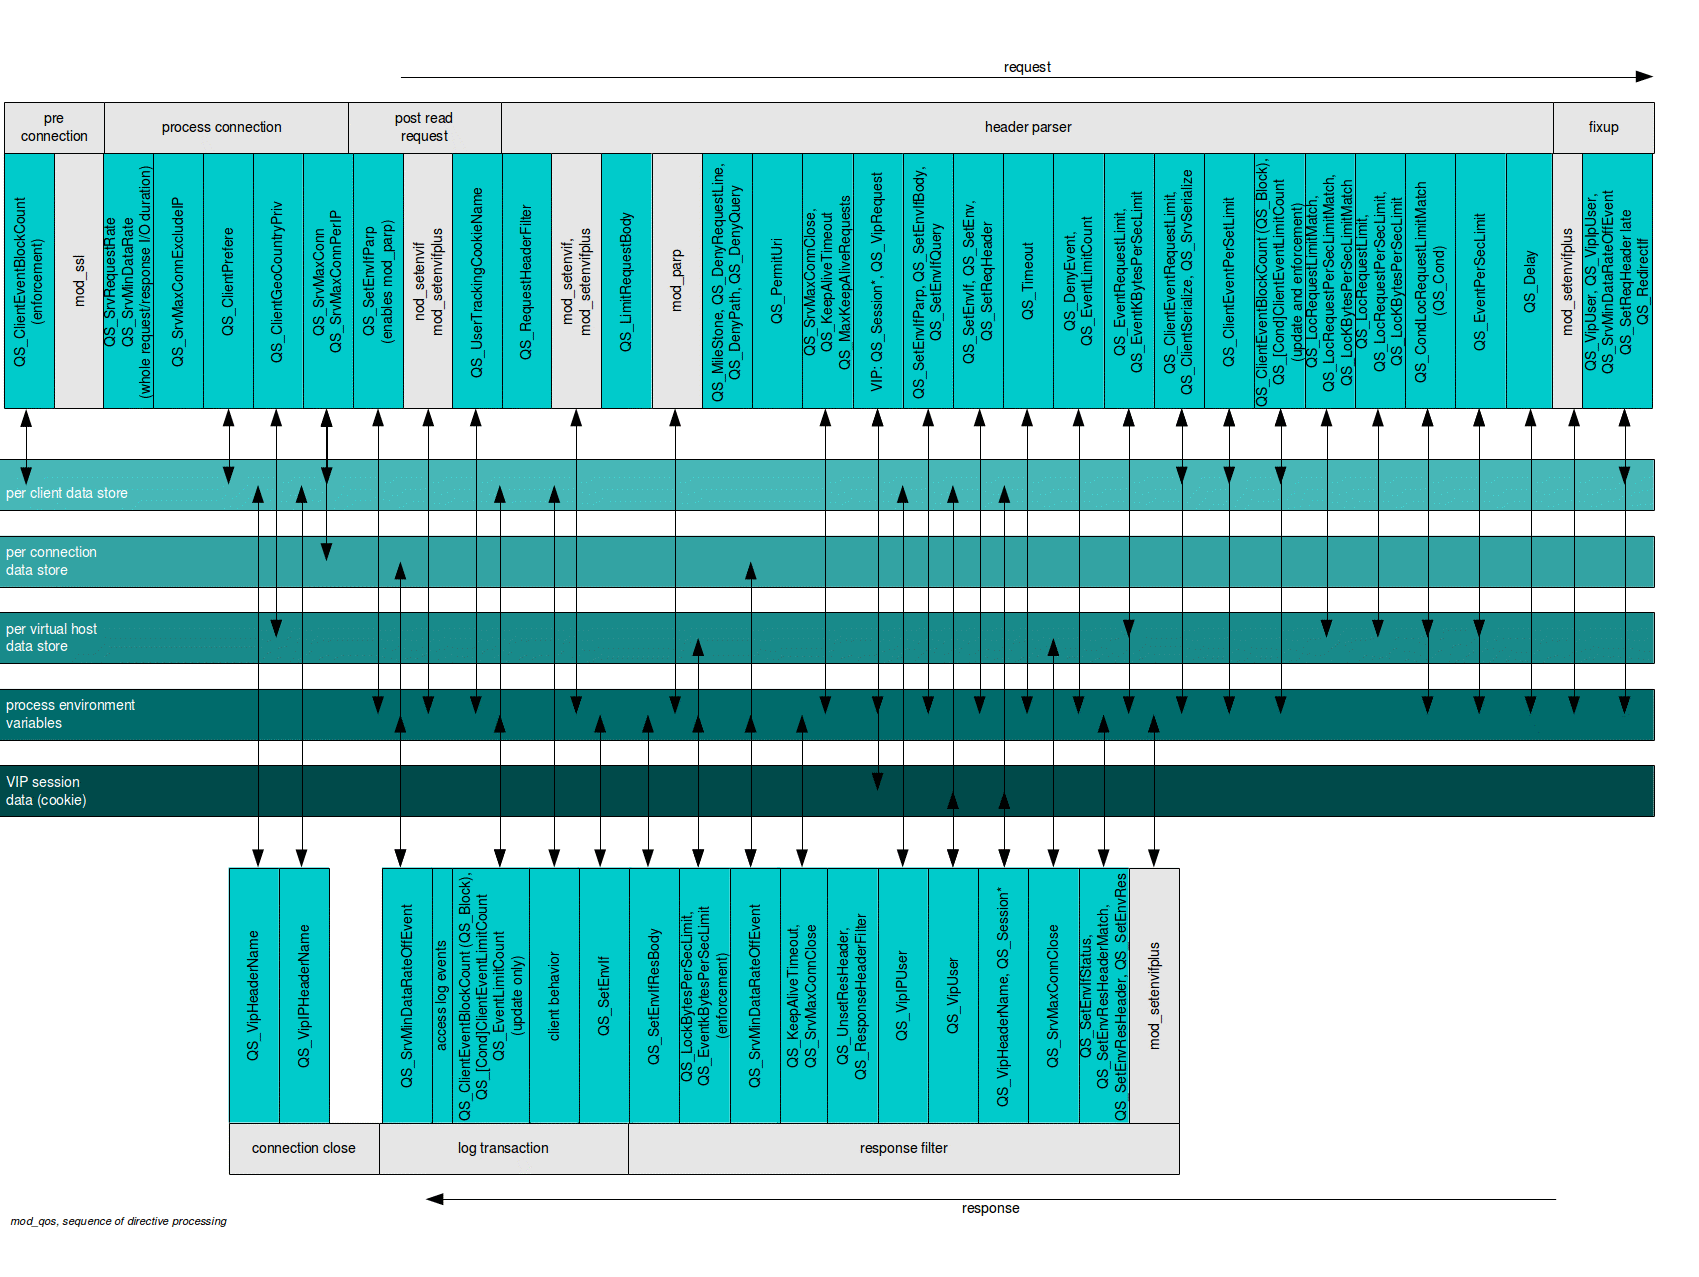 request
pre
connection
process connection
post read
request
header parser
fixup
QS_ClientEventBlockCount
(enforcement)
mod_ssl
QS_SrvRequestRate
QS_SrvMinDataRate
(whole request/response I/O duration)
QS_SrvMaxConnExcludeIP
QS_ClientPrefere
QS_ClientGeoCountryPriv
QS_SrvMaxConn
QS_SrvMaxConnPerIP
QS_SetEnvIfParp
(enables mod_parp)
nod_setenvif
mod_setenvifplus
QS_UserTrackingCookieName
QS_RequestHeaderFilter
mod_setenvif,
mod_setenvifplus
QS_LimitRequestBody
mod_parp
QS_MileStone, QS_DenyRequestLine,
QS_DenyPath, QS_DenyQuery
QS_PermitUri
QS_SrvMaxConnClose,
QS_KeepAliveTimeout
QS_MaxKeepAliveRequests
VIP: QS_Session*, QS_VipRequest
QS_SetEnvIfParp, QS_SetEnvIfBody,
QS_SetEnvIfQuery
QS_SetEnvIf, QS_SetEnv,
QS_SetReqHeader
QS_Timeout
QS_DenyEvent,
QS_EventLimitCount
QS_EventRequestLimit,
QS_EventKBytesPerSecLimit
QS_ClientEventRequestLimit,
QS_ClientSerialize, QS_SrvSerialize
QS_ClientEventPerSetLimit
QS_ClientEventBlockCount (QS_Block),
QS_[Cond]ClientEventLimitCount
(update and enforcement)
QS_LocRequestLimitMatch,
QS_LocRequestPerSecLimitMatch,
QS_LocKBytesPerSecLimitMatch
QS_LocRequestLimit,
QS_LocRequestPerSecLimit,
QS_LocKBytesPerSecLimit
QS_CondLocRequestLimitMatch
(QS_Cond)
QS_EventPerSecLimit
QS_Delay
mod_setenvifplus
QS_VipUser, QS_VipIpUser,
QS_SrvMinDataRateOffEvent
QS_SetReqHeader late
QS_RedirectIf
per client data store
per connection
data store
per virtual host
data store
process environment
variables
VIP session
data (cookie)
QS_VipHeaderName
QS_VipIPHeaderName
QS_SrvMinDataRateOffEvent
access log events
QS_ClientEventBlockCount (QS_Block),
QS_[Cond]ClientEventLimitCount
QS_EventLimitCount
(update only)
client behavior
QS_SetEnvIf
QS_SetEnvIfResBody
QS_LockBytesPerSecLimit,
QS_EventkBytesPerSecLimit
(enforcement)
QS_SrvMinDataRateOffEvent
QS_KeepAliveTimeout,
QS_SrvMaxConnClose
QS_UnsetResHeader,
QS_ResponseHeaderFilter
QS_VipIPUser
QS_VipUser
QS_VipHeaderName, QS_Session*
QS_SrvMaxConnClose
QS_SetEnvIfStatus,
QS_SetEnvResHeaderMatch,
QS_SetEnvResHeader, QS_SetEnvRes
mod_setenvifplus
connection close
log transaction
response filter
response
mod_qos, sequence of directive processing